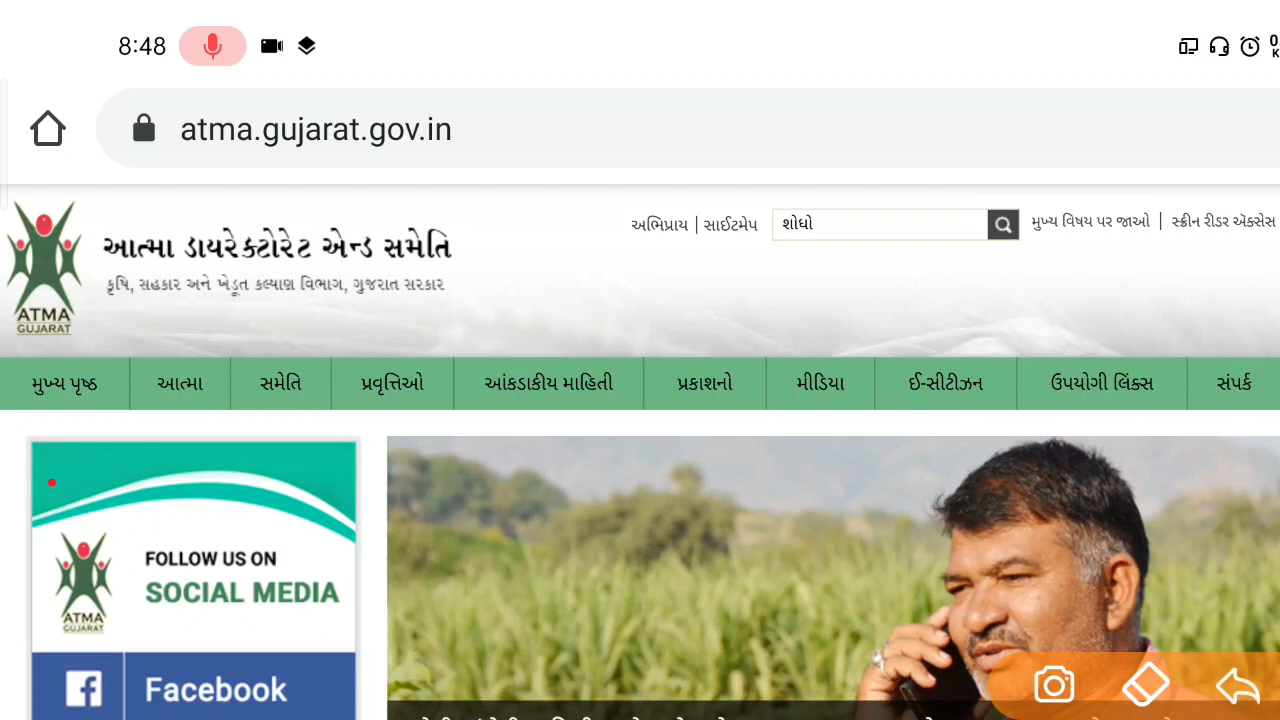 8:48
atma.gujarat.gov.in
અભિપ્રાય | સાઈટમેપ
શોધો
મુખ્ય વિષય પર જાઓ | સ્ક્રીન રીડર ઍક્સેસ
આત્મા ડાયરેક્ટોરેટ એન્ડ સમેતિ
કૃષિ, સહકાર અને ખેડૂત કલ્યાણ વિભાગ, ગુજરાત સરકાર
ATMA
GUJARAT
મુખ્ય પૃષ્ઠ આત્મા સમેતિ પ્રવૃત્તિઓ આંકડાકીય માહિતી પ્રકાશનો મીડિયા ઈ-સીટીઝન ઉપયોગી લિંક્સ સંપર્ક
FOLLOW US ON
SOCIAL MEDIA
ATMA
GUJARAT
Facebook